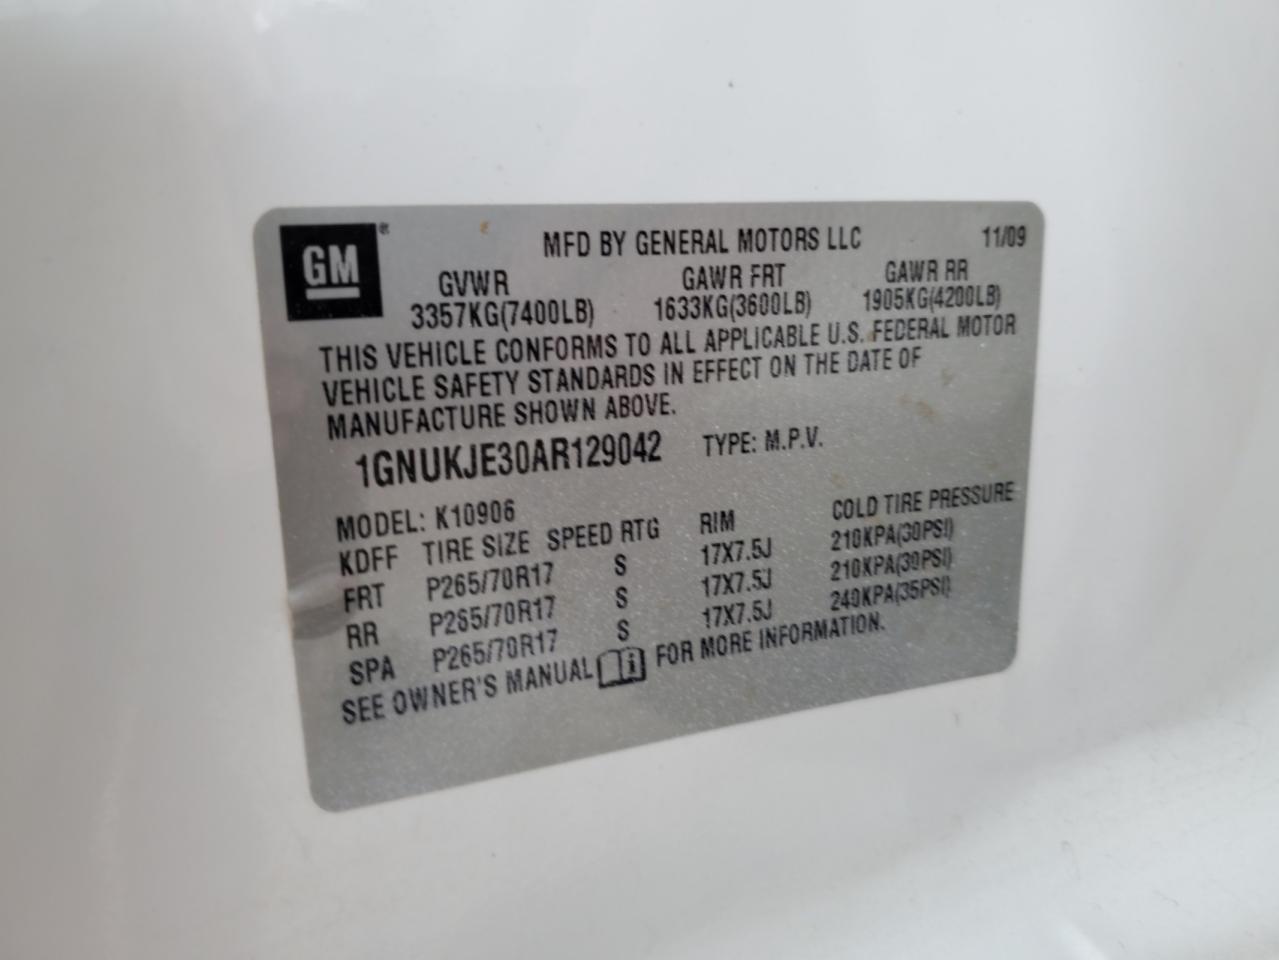 GM ®
MFD BY GENERAL MOTORS LLC 11/09
GVWR GAWR FRT GAWR RR
3357KG(7400LB) 1633KG(3600LB) 1905KG(4200LB)
THIS VEHICLE CONFORMS TO ALL APPLICABLE U.S. FEDERAL MOTOR
VEHICLE SAFETY STANDARDS IN EFFECT ON THE DATE OF
MANUFACTURE SHOWN ABOVE.
1GNUKJE30AR129042 TYPE: M.P.V.
MODEL: K10906
KDFF TIRE SIZE SPEED RTG RIM COLD TIRE PRESSURE
FRT P265/70R17 S 17X7.5J 210KPA(30PSI)
RR P265/70R17 S 17X7.5J 210KPA(30PSI)
SPA P265/70R17 S 17X7.5J 240KPA(35PSI)
SEE OWNER'S MANUAL i FOR MORE INFORMATION.